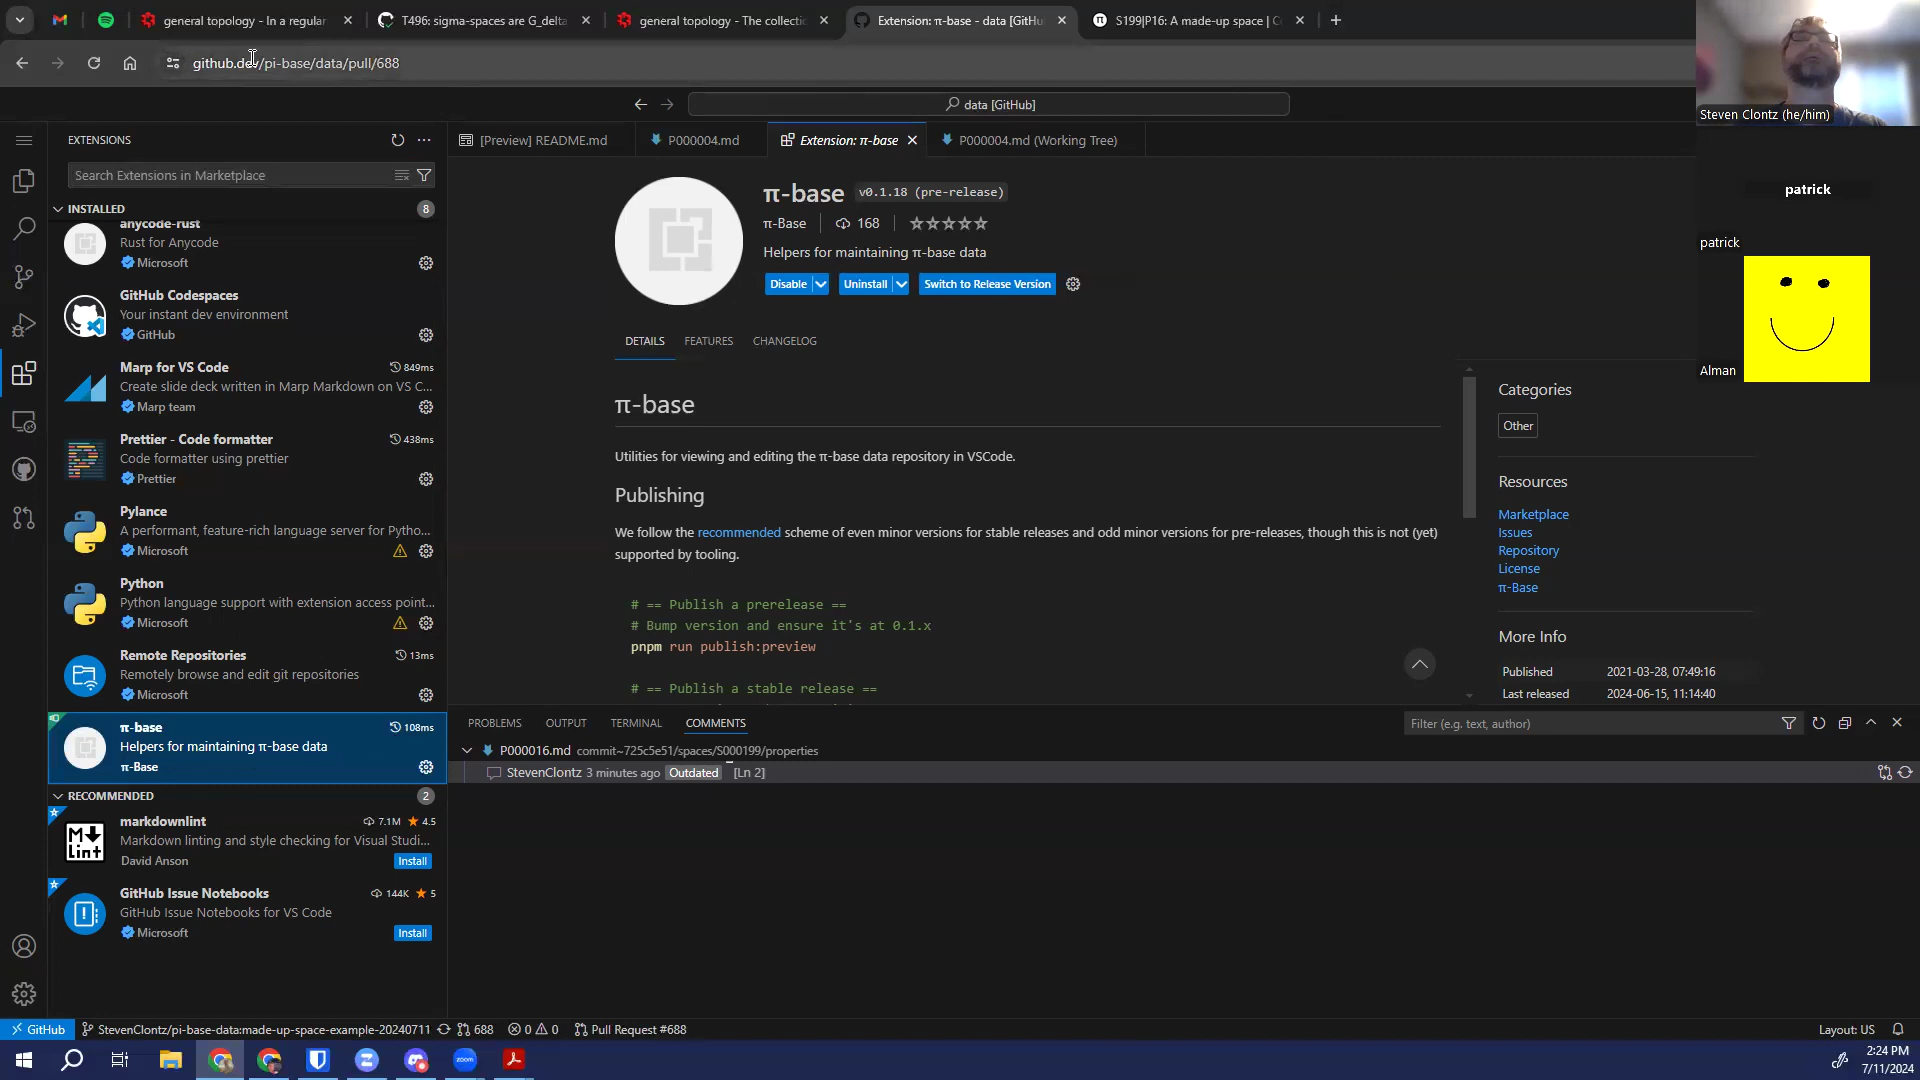 general topology - In a regular
T496: sigma-spaces are G_delta
general topology - The collectio
Extension: π-base - data [GitHu
S199|P16: A made-up space | C
github.dev/pi-base/data/pull/688
data [GitHub]
Steven Clontz (he/him)
patrick
patrick
Alman
EXTENSIONS
Search Extensions in Marketplace
INSTALLED
8
anycode-rust
Rust for Anycode
Microsoft
GitHub Codespaces
Your instant dev environment
GitHub
Marp for VS Code
849ms
Create slide deck written in Marp Markdown on VS C...
Marp team
Prettier - Code formatter
438ms
Code formatter using prettier
Prettier
Pylance
A performant, feature-rich language server for Pytho...
Microsoft
Python
Python language support with extension access point...
Microsoft
Remote Repositories
13ms
Remotely browse and edit git repositories
Microsoft
π-base
108ms
Helpers for maintaining π-base data
π-Base
RECOMMENDED
2
markdownlint
7.1M ★ 4.5
Markdown linting and style checking for Visual Studi...
David Anson
Install
GitHub Issue Notebooks
144K ★ 5
GitHub Issue Notebooks for VS Code
Microsoft
Install
[Preview] README.md
P000004.md
Extension: π-base
P000004.md (Working Tree)
π-base
v0.1.18 (pre-release)
π-Base
168
Helpers for maintaining π-base data
Disable
Uninstall
Switch to Release Version
DETAILS
FEATURES
CHANGELOG
π-base
Utilities for viewing and editing the π-base data repository in VSCode.
Publishing
We follow the recommended scheme of even minor versions for stable releases and odd minor versions for pre-releases, though this is not (yet)
supported by tooling.
# == Publish a prerelease ==
# Bump version and ensure it's at 0.1.x
pnpm run publish:preview
# == Publish a stable release ==
Categories
Other
Resources
Marketplace
Issues
Repository
License
π-Base
More Info
Published 2021-03-28, 07:49:16
Last released 2024-06-15, 11:14:40
PROBLEMS
OUTPUT
TERMINAL
COMMENTS
Filter (e.g. text, author)
P000016.md commit~725c5e51/spaces/S000199/properties
StevenClontz 3 minutes ago Outdated [Ln 2]
GitHub
StevenClontz/pi-base-data:made-up-space-example-20240711
688
0
0
Pull Request #688
Layout: US
zoom
2:24 PM
7/11/2024